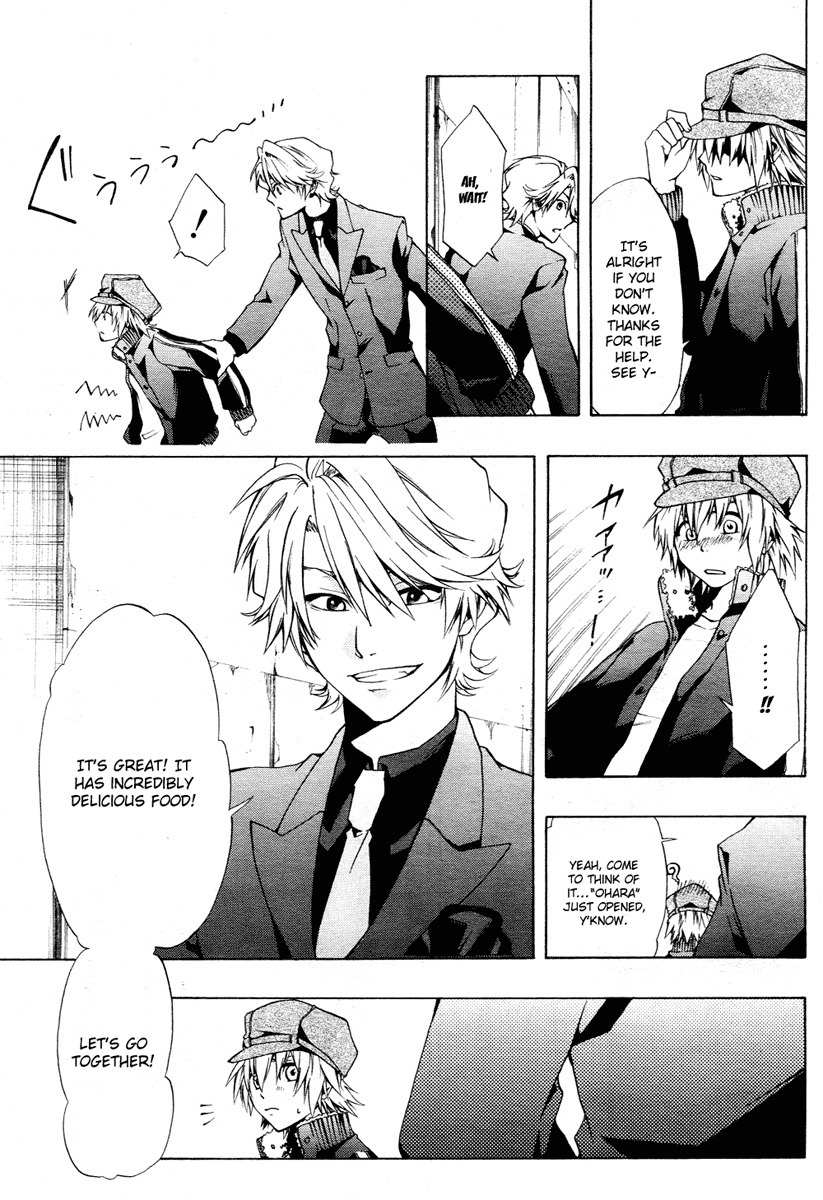 IT'S
ALRIGHT
IF YOU
DON'T
KNOW.
THANKS
FOR THE
HELP.
SEE Y-
AH,
WAIT!
!
ぐううぅ〜〜…
ヤァァァッ…!
......!!
YEAH, COME
TO THINK OF
IT..."OHARA"
JUST OPENED,
Y'KNOW.
?
IT'S GREAT! IT
HAS INCREDIBLY
DELICIOUS FOOD!
LET'S GO
TOGETHER!